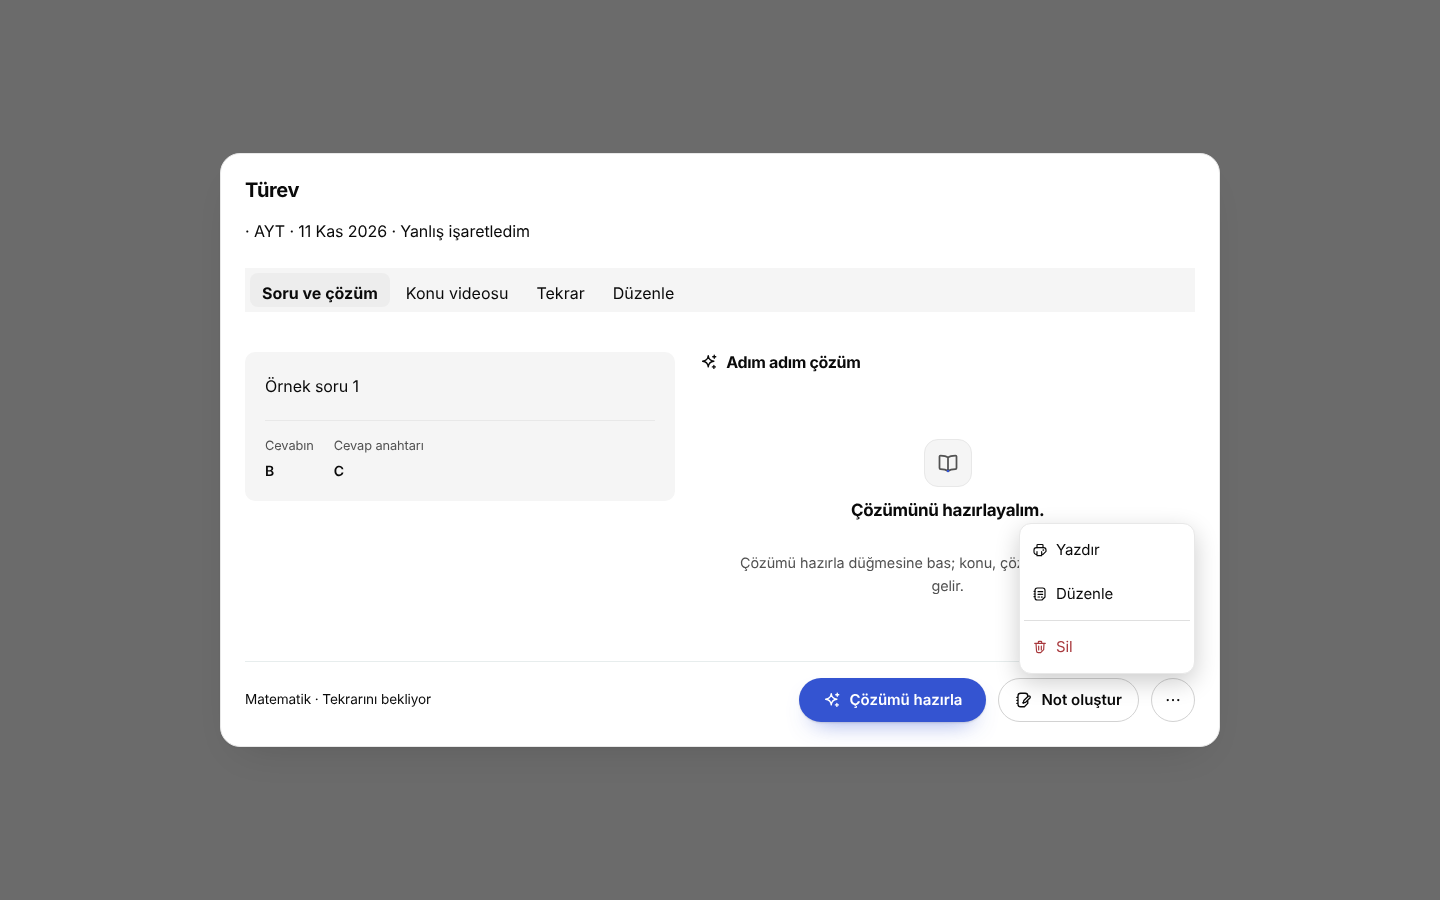 Türev
· AYT · 11 Kas 2026 · Yanlış işaretledim
Soru ve çözüm
Konu videosu
Tekrar
Düzenle
Örnek soru 1
Cevabın
Cevap anahtarı
B
C
Adım adım çözüm
Çözümünü hazırlayalım.
Çözümü hazırla düğmesine bas; konu,
gelir.
Yazdır
Düzenle
Sil
Matematik · Tekrarını bekliyor
Çözümü hazırla
Not oluştur